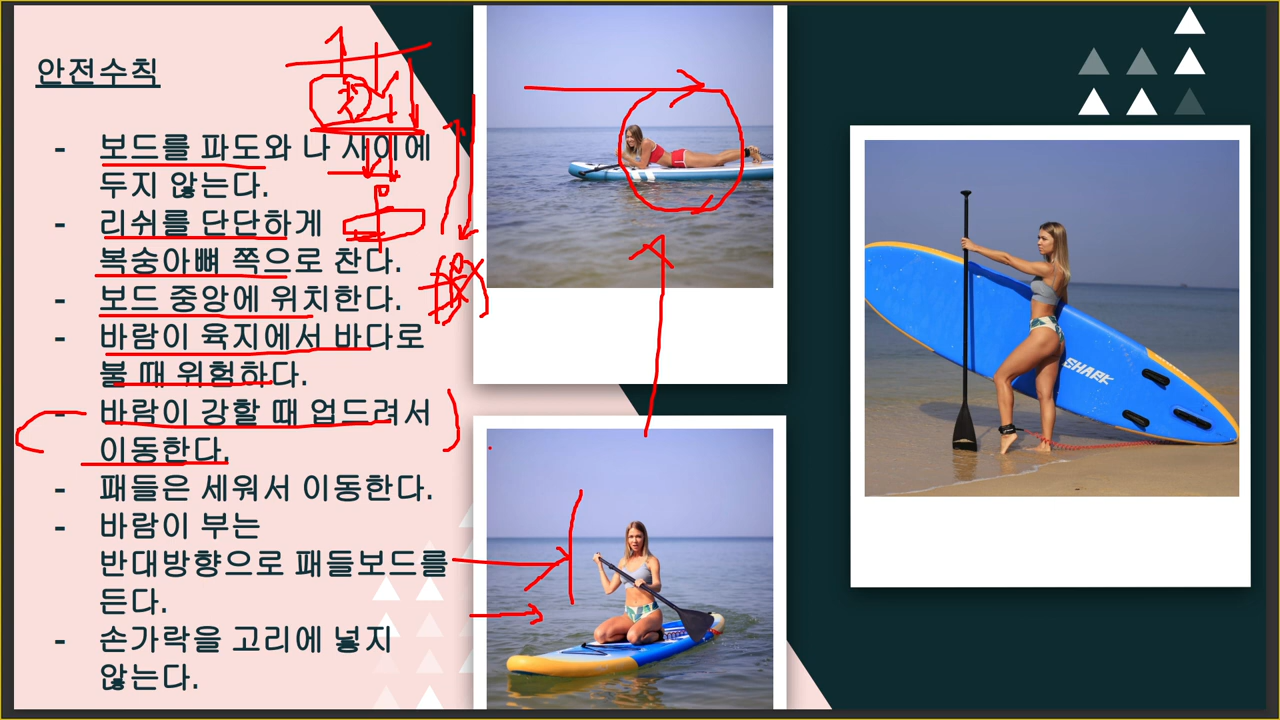 안전수칙
- 보드를 파도와 나 사이에
두지 않는다.
- 리쉬를 단단하게
복숭아뼈 쪽으로 찬다.
- 보드 중앙에 위치한다.
- 바람이 육지에서 바다로
불 때 위험하다.
- 바람이 강할 때 업드려서
이동한다.
- 패들은 세워서 이동한다.
- 바람이 부는
반대방향으로 패들보드를
든다.
- 손가락을 고리에 넣지
않는다.
SHARK